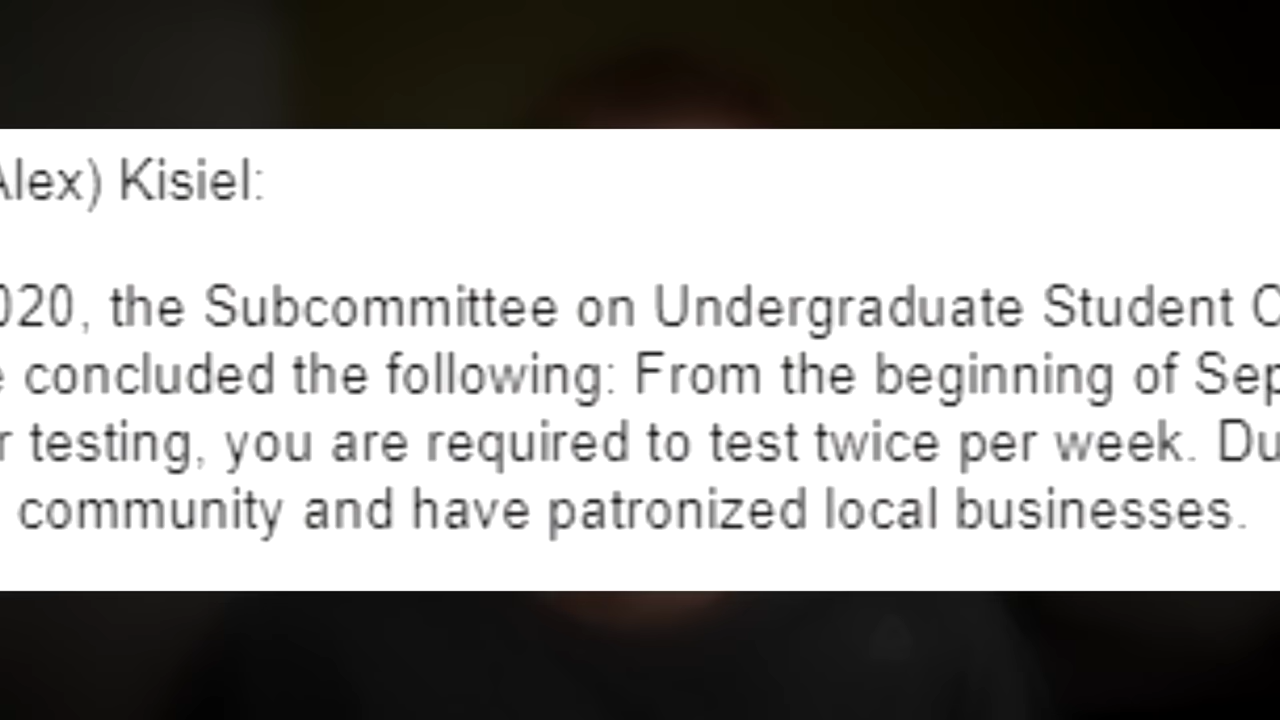 Alex) Kisiel:
020, the Subcommittee on Undergraduate Student
concluded the following: From the beginning of Sep
testing, you are required to test twice per week. Du
community and have patronized local businesses.